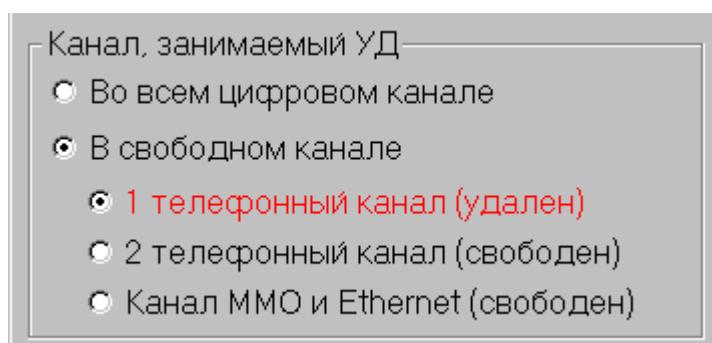 Канал, занимаемый УД
Во всем цифровом канале
В свободном канале
1 телефонный канал (удален)
2 телефонный канал (свободен)
Канал ММО и Ethernet (свободен)